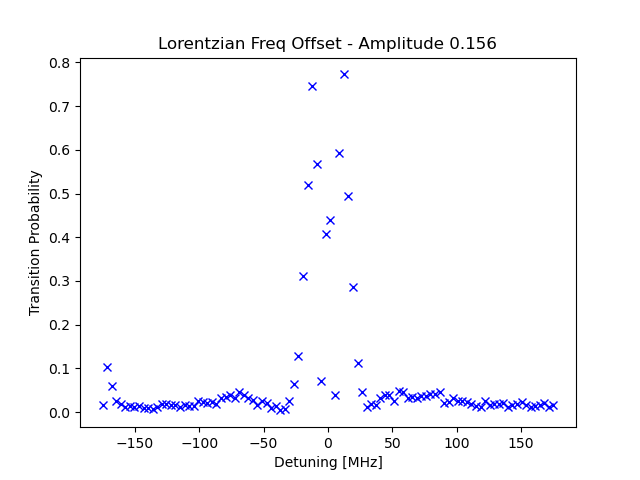 Lorentzian Freq Offset - Amplitude 0.156
0.8
0.7
0.6
0.5
0.4
0.3
0.2
0.1
0.0
Transition Probability
−150 −100 −50 0 50 100 150
Detuning [MHz]